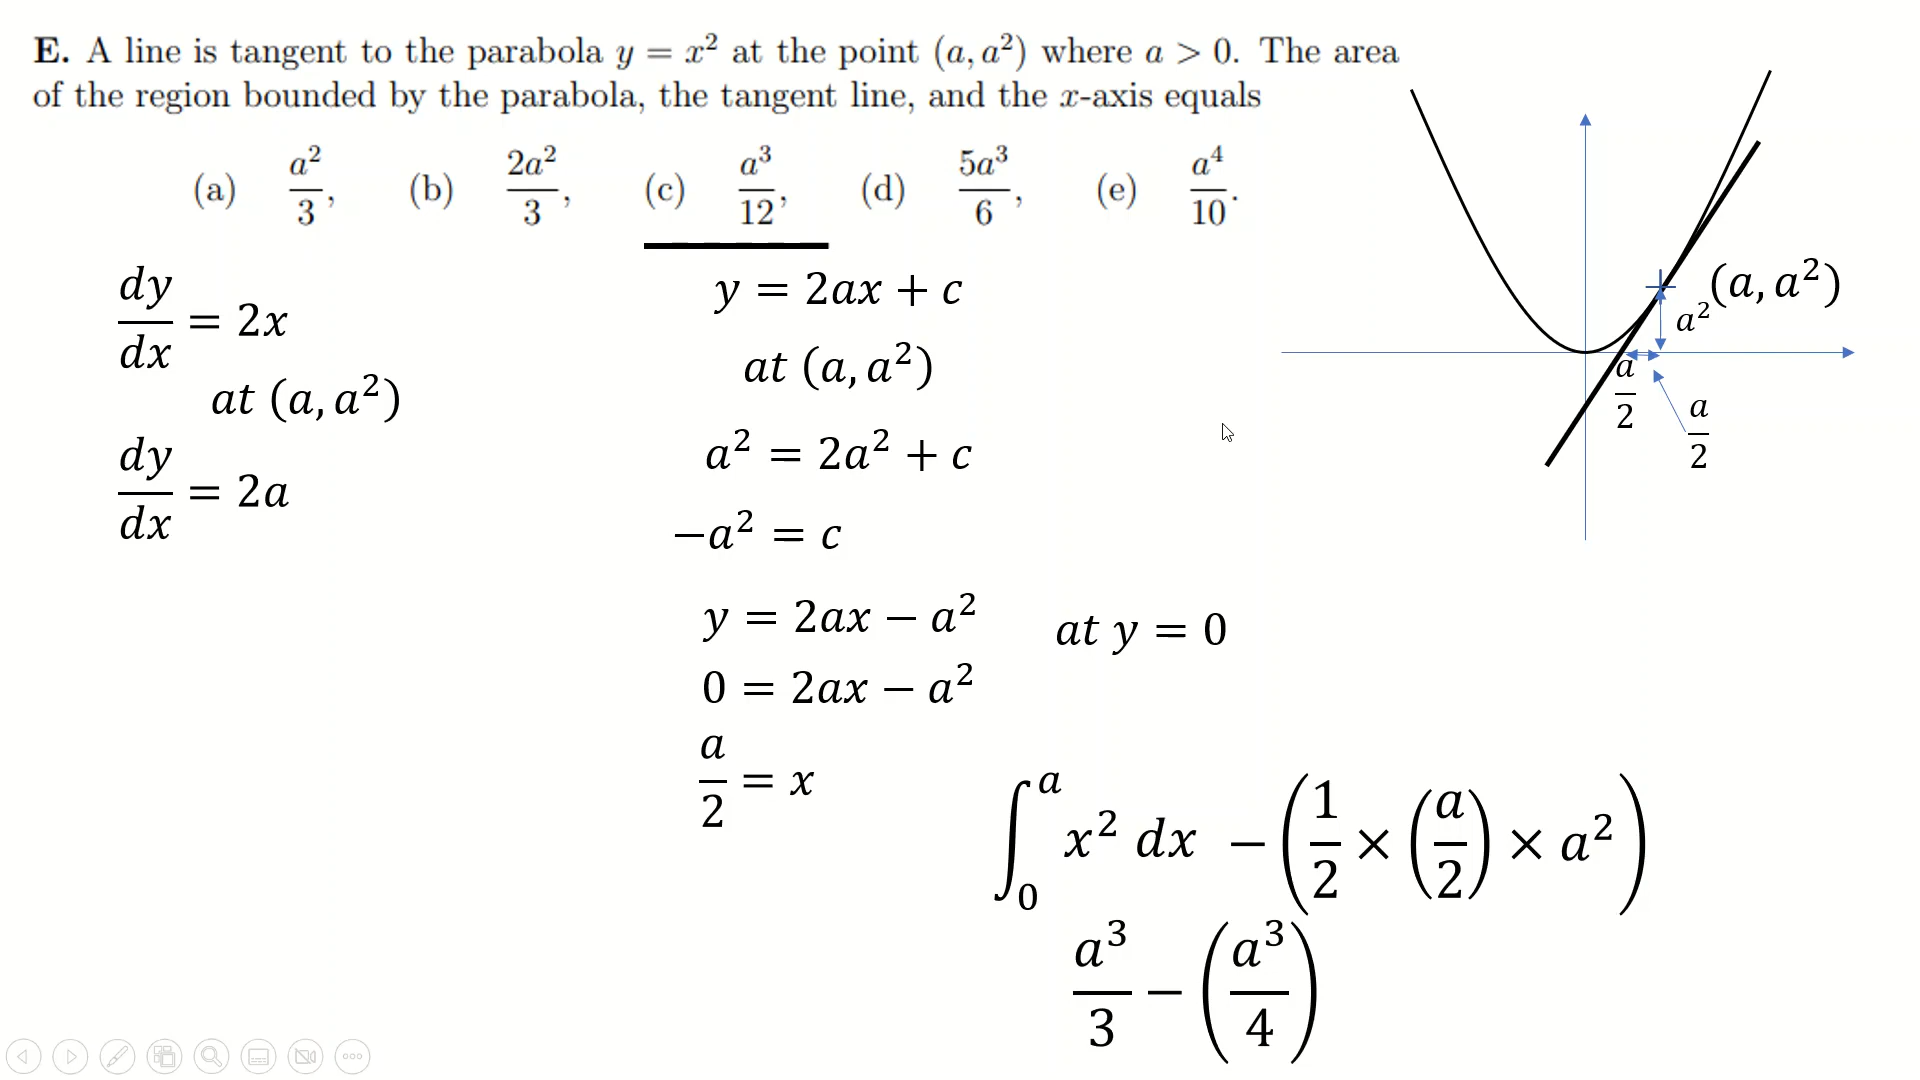 E. A line is tangent to the parabola y = x² at the point (a, a²) where a > 0. The area
of the region bounded by the parabola, the tangent line, and the x-axis equals
(a) a²/3, (b) 2a²/3, (c) a³/12, (d) 5a³/6, (e) a⁴/10.
dy/dx = 2x
at (a, a²)
dy/dx = 2a
y = 2ax + c
at (a, a²)
a² = 2a² + c
−a² = c
y = 2ax − a² at y = 0
0 = 2ax − a²
a/2 = x
∫₀ᵃ x² dx − (1/2 × (a/2) × a²)
a³/3 − (a³/4)
(a, a²)
a²
a/2
a/2